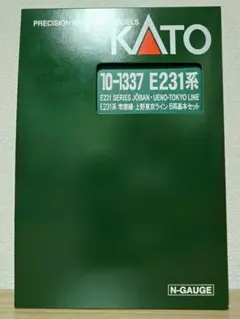 PRECISION RAILROAD MODELS
KATO
10-1337 E231系
E231 SERIES JŌBAN・UENO-TOKYO LINE
E231系 常磐線・上野東京ライン 6両基本セット
N-GAUGE